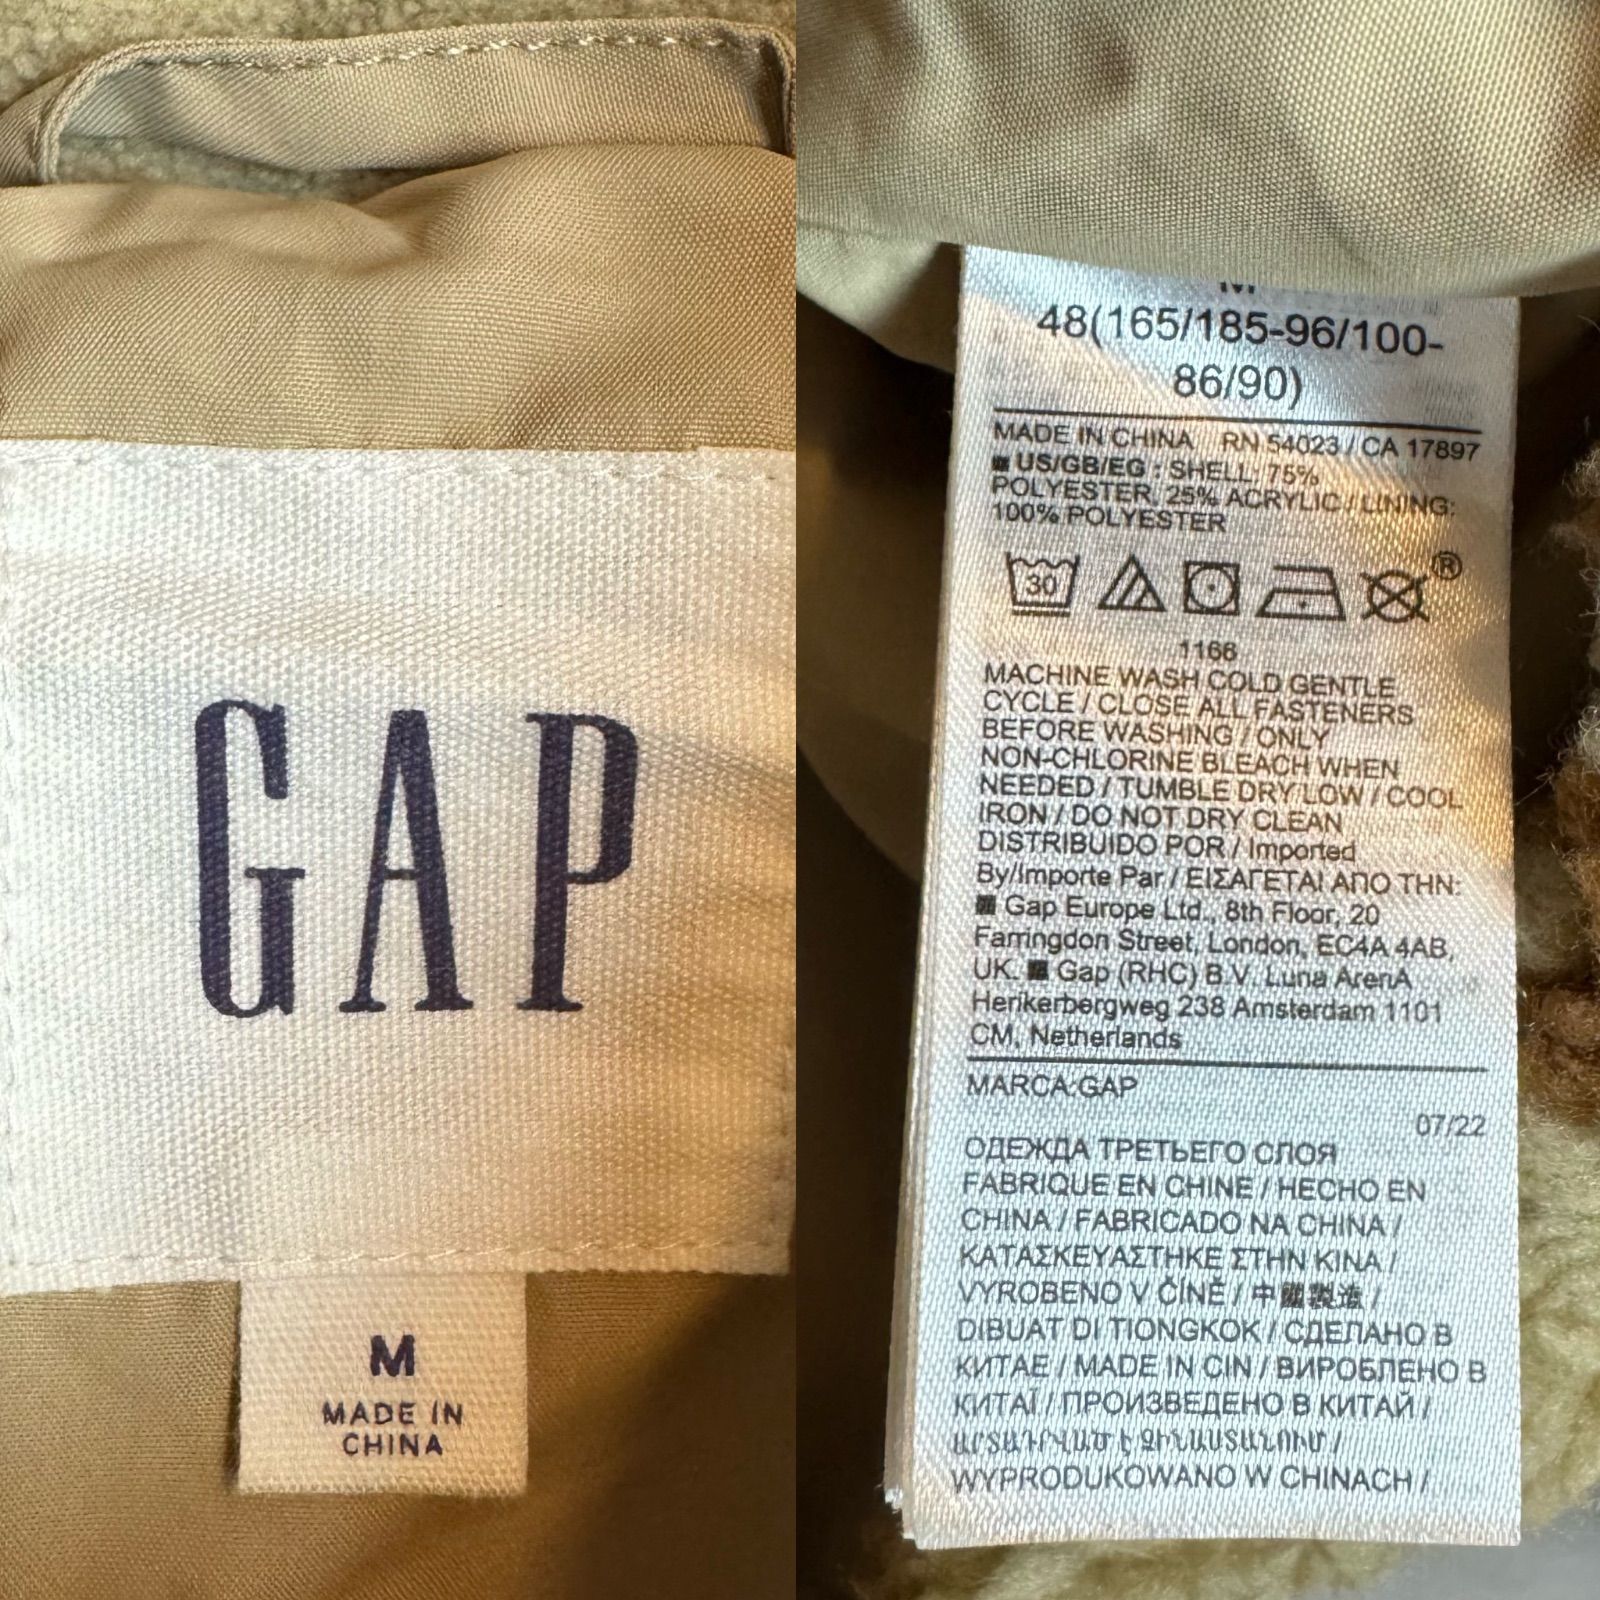 GAP
M
MADE IN
CHINA
M
48(165/185-96/100-
86/90)
MADE IN CHINA RN 54023 / CA 17897
US/GB/EG : SHELL: 75%
POLYESTER, 25% ACRYLIC / LINING:
100% POLYESTER
30
®
1166
MACHINE WASH COLD GENTLE
CYCLE / CLOSE ALL FASTENERS
BEFORE WASHING / ONLY
NON-CHLORINE BLEACH WHEN
NEEDED / TUMBLE DRY LOW / COOL
IRON / DO NOT DRY CLEAN
DISTRIBUIDO POR / Imported
By/Importe Par / ΕΙΣΑΓΕΤΑΙ ΑΠΟ ΤΗΝ:
Gap Europe Ltd., 8th Floor, 20
Farringdon Street, London, EC4A 4AB,
UK. Gap (RHC) B.V. Luna ArenA
Herikerbergweg 238 Amsterdam 1101
CM, Netherlands
MARCA:GAP
07/22
ОДЕЖДА ТРЕТЬЕГО СЛОЯ
FABRIQUE EN CHINE / HECHO EN
CHINA / FABRICADO NA CHINA /
ΚΑΤΑΣΚΕΥΑΣΤΗΚΕ ΣΤΗΝ ΚΙΝΑ /
VYROBENO V ČÍNĚ / 中國製造 /
DIBUAT DI TIONGKOK / СДЕЛАНО В
КИТАЕ / MADE IN CIN / ВИРОБЛЕНО В
КИТАЇ / ПРОИЗВЕДЕНО В КИТАЙ /
ԱՐՏԱԴՐՎԱԾ Է ՉԻՆԱՍՏԱՆՈՒՄ /
WYPRODUKOWANO W CHINACH /